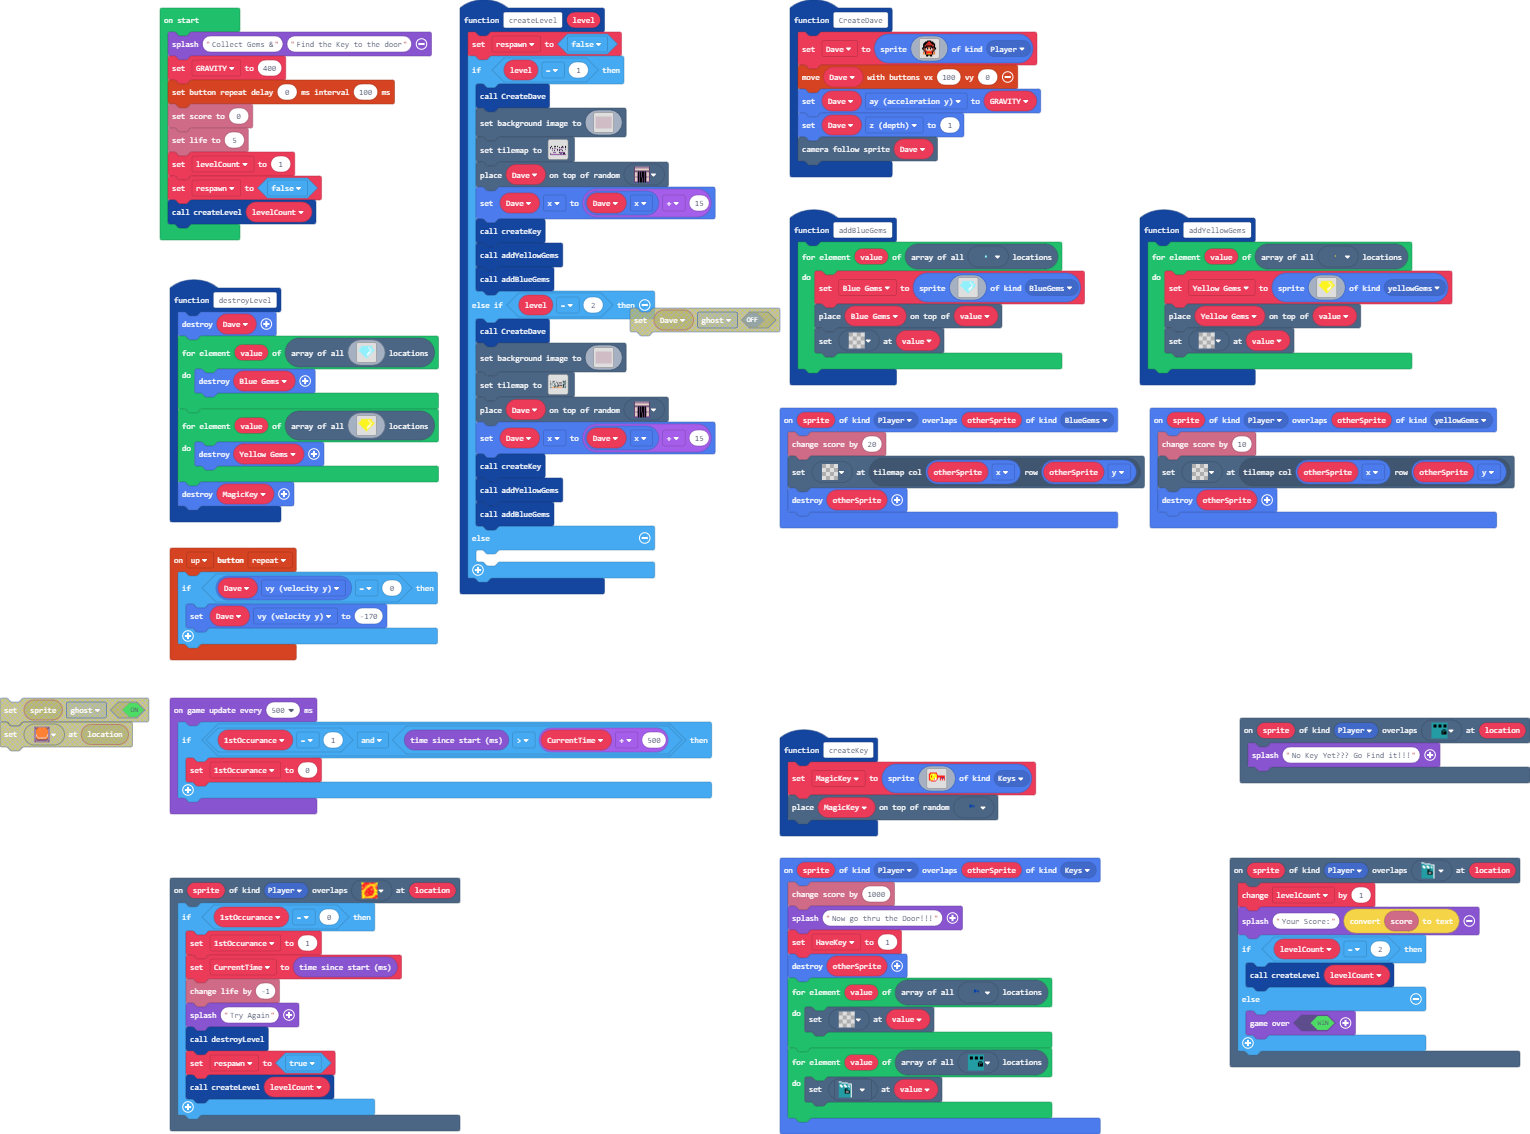 on start
splash "Collect Gems &" "Find the Key to the door"
set GRAVITY to 400
set button repeat delay 0 ms interval 100 ms
set score to 0
set life to 5
set levelCount to 1
set respawn to false
call createLevel levelCount
function destroyLevel
destroy Dave
for element value of array of all locations
do
destroy Blue Gems
for element value of array of all locations
do
destroy Yellow Gems
destroy MagicKey
on up button repeat
if Dave vy (velocity y) = 0 then
set Dave vy (velocity y) to -170
set sprite ghost ON
set at location
on game update every 500 ms
if 1stOccurance = 1 and time since start (ms) > CurrentTime + 500 then
set 1stOccurance to 0
on sprite of kind Player overlaps at location
if 1stOccurance = 0 then
set 1stOccurance to 1
set CurrentTime to time since start (ms)
change life by -1
splash "Try Again"
call destroyLevel
set respawn to true
call createLevel levelCount
function createLevel level
set respawn to false
if level = 1 then
call CreateDave
set background image to
set tilemap to
place Dave on top of random
set Dave x to Dave x + 15
call createKey
call addYellowGems
call addBlueGems
else if level = 2 then
call CreateDave
set background image to
set tilemap to
place Dave on top of random
set Dave x to Dave x + 15
call createKey
call addYellowGems
call addBlueGems
else
set Dave ghost OFF
function CreateDave
set Dave to sprite of kind Player
move Dave with buttons vx 100 vy 0
set Dave ay (acceleration y) to GRAVITY
set Dave z (depth) to 1
camera follow sprite Dave
function addBlueGems
for element value of array of all locations
do
set Blue Gems to sprite of kind BlueGems
place Blue Gems on top of value
set at value
function addYellowGems
for element value of array of all locations
do
set Yellow Gems to sprite of kind yellowGems
place Yellow Gems on top of value
set at value
on sprite of kind Player overlaps otherSprite of kind BlueGems
change score by 20
set at tilemap col otherSprite x row otherSprite y
destroy otherSprite
on sprite of kind Player overlaps otherSprite of kind yellowGems
change score by 10
set at tilemap col otherSprite x row otherSprite y
destroy otherSprite
function createKey
set MagicKey to sprite of kind Keys
place MagicKey on top of random
on sprite of kind Player overlaps at location
splash "No Key Yet??? Go Find it!!!"
on sprite of kind Player overlaps otherSprite of kind Keys
change score by 1000
splash "Now go thru the Door!!!"
set HaveKey to 1
destroy otherSprite
for element value of array of all locations
do
set at value
for element value of array of all locations
do
set at value
on sprite of kind Player overlaps at location
change levelCount by 1
splash "Your Score:" convert score to text
if levelCount = 2 then
call createLevel levelCount
else
game over WIN